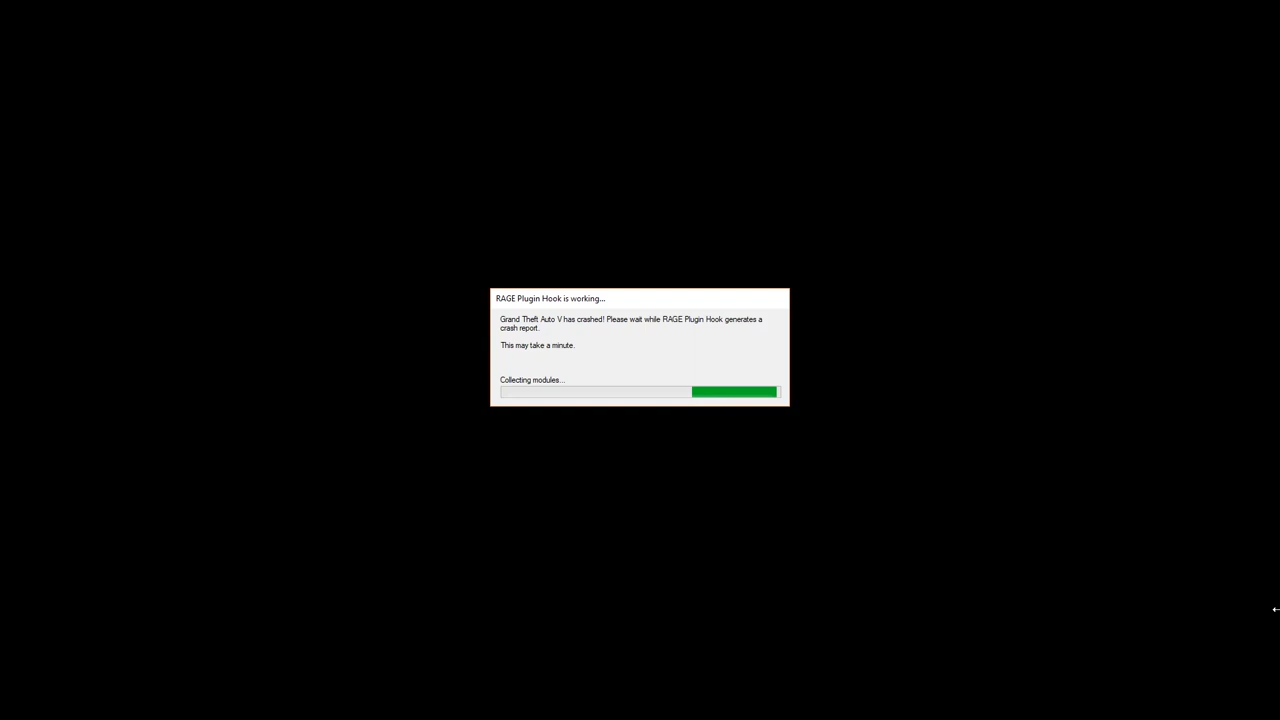 RAGE Plugin Hook is working...
Grand Theft Auto V has crashed! Please wait while RAGE Plugin Hook generates a
crash report.
This may take a minute.
Collecting modules...